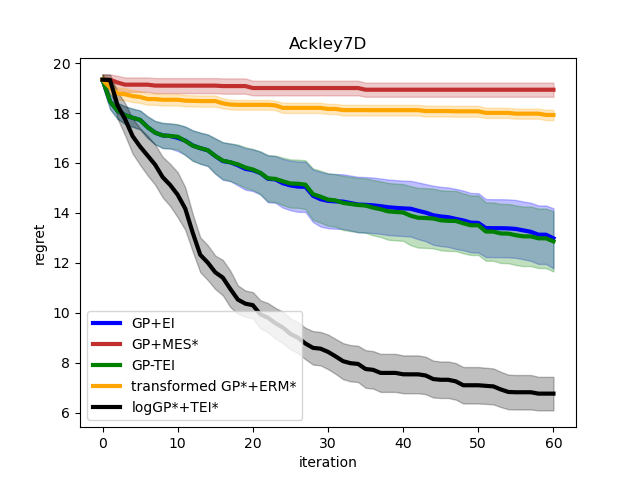 Ackley7D
20
18
16
14
12
10
8
6
regret
GP+EI
GP+MES*
GP-TEI
transformed GP*+ERM*
logGP*+TEI*
0
10
20
30
40
50
60
iteration